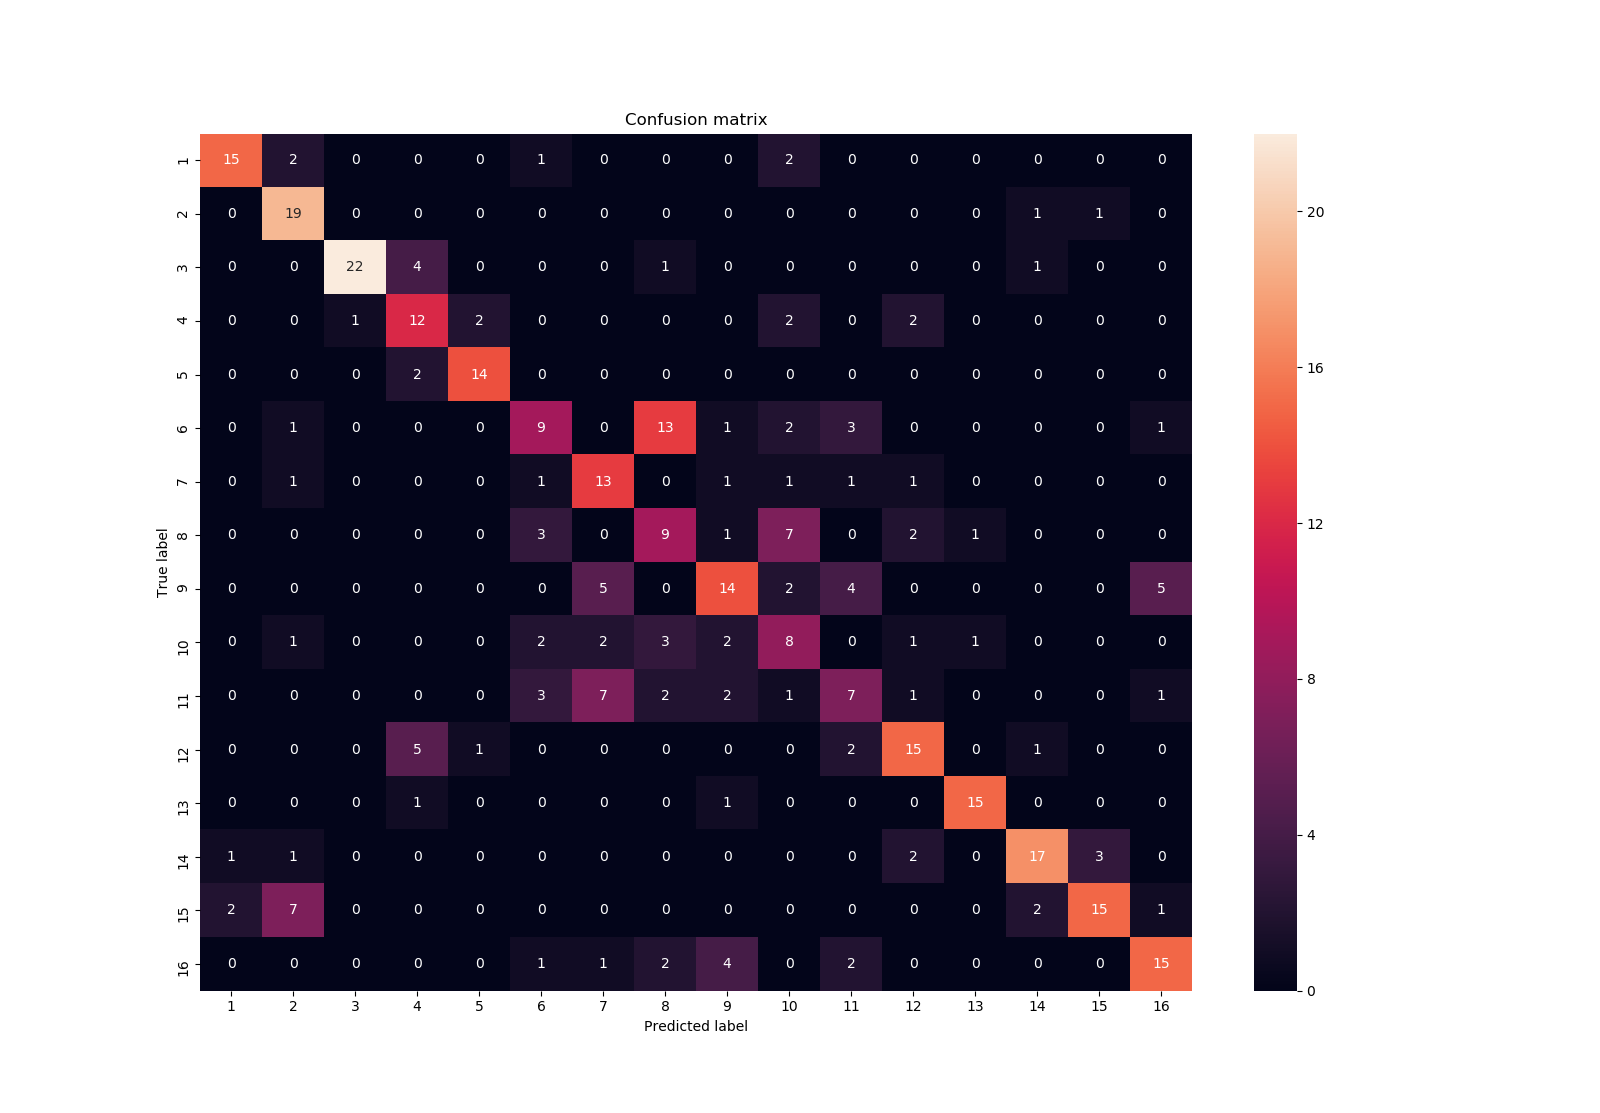 Confusion matrix
1 15 2 0 0 0 1 0 0 0 2 0 0 0 0 0 0
2 0 19 0 0 0 0 0 0 0 0 0 0 0 1 1 0 20
3 0 0 22 4 0 0 0 1 0 0 0 0 0 1 0 0
4 0 0 1 12 2 0 0 0 0 2 0 2 0 0 0 0
5 0 0 0 2 14 0 0 0 0 0 0 0 0 0 0 0 16
6 0 1 0 0 0 9 0 13 1 2 3 0 0 0 0 1
7 0 1 0 0 0 1 13 0 1 1 1 1 0 0 0 0
8 0 0 0 0 0 3 0 9 1 7 0 2 1 0 0 0 12
True label
9 0 0 0 0 0 0 5 0 14 2 4 0 0 0 0 5
10 0 1 0 0 0 2 2 3 2 8 0 1 1 0 0 0 8
11 0 0 0 0 0 3 7 2 2 1 7 1 0 0 0 1
12 0 0 0 5 1 0 0 0 0 0 2 15 0 1 0 0
13 0 0 0 1 0 0 0 0 1 0 0 0 15 0 0 0 4
14 1 1 0 0 0 0 0 0 0 0 0 2 0 17 3 0
15 2 7 0 0 0 0 0 0 0 0 0 0 0 2 15 1
16 0 0 0 0 0 1 1 2 4 0 2 0 0 0 0 15 0
1 2 3 4 5 6 7 8 9 10 11 12 13 14 15 16
Predicted label